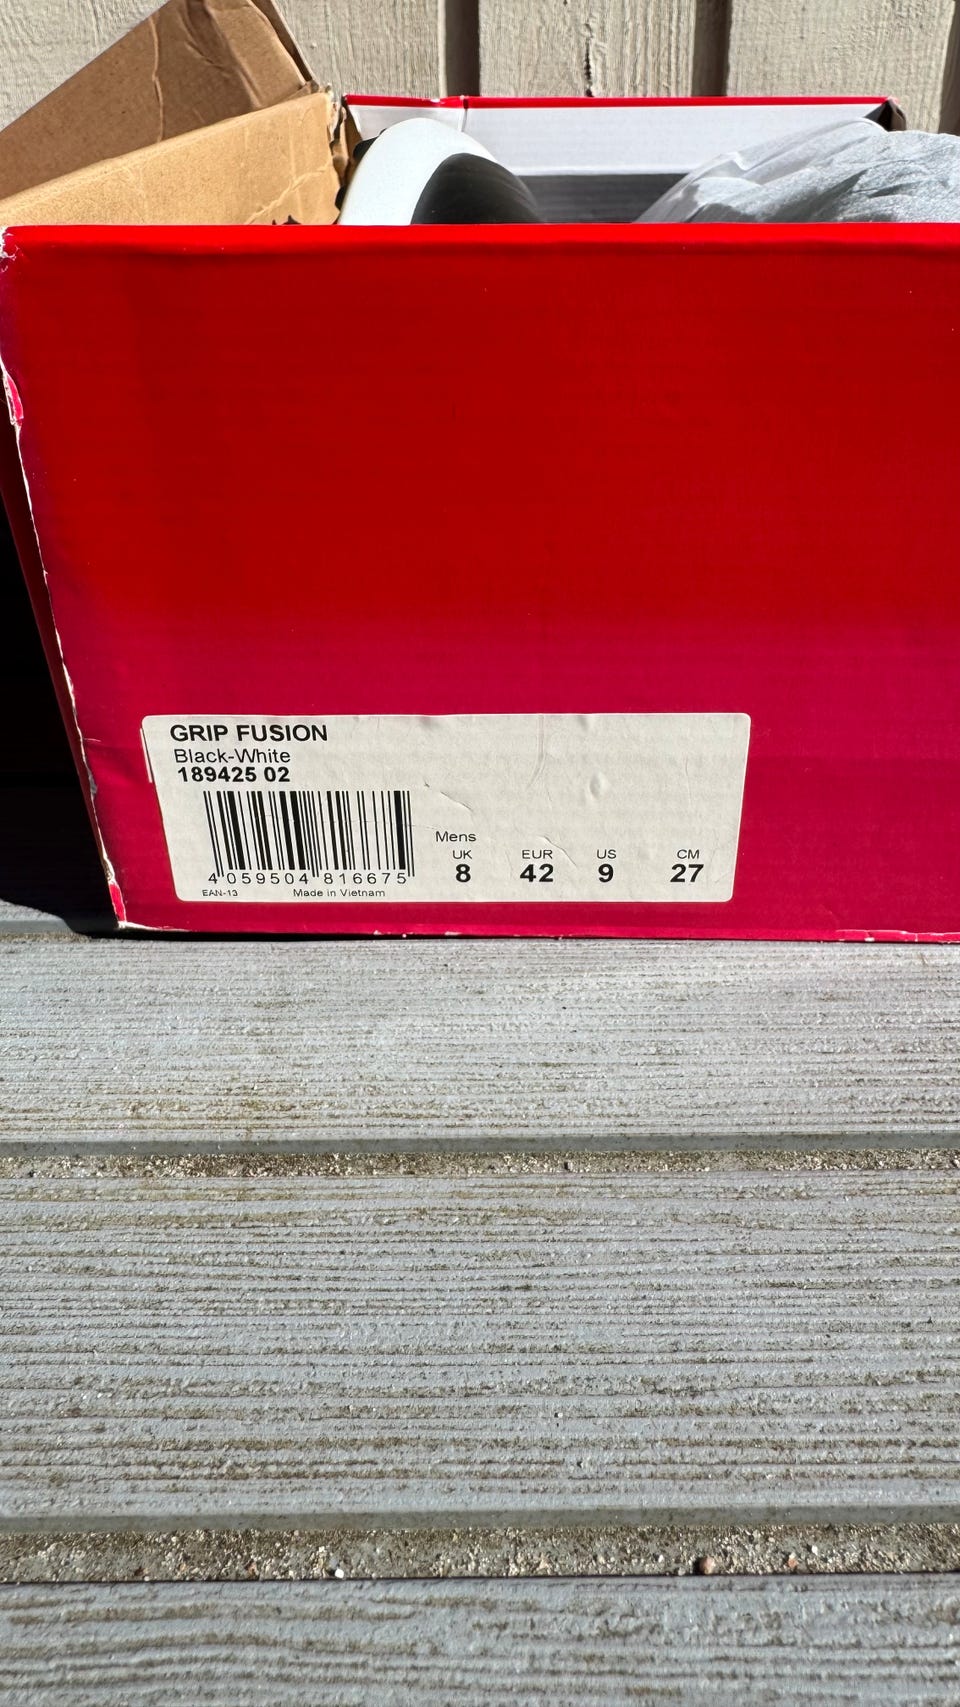 GRIP FUSION
Black-White
189425 02
4 059504 816675
EAN-13 Made in Vietnam
Mens
UK EUR US CM
8 42 9 27